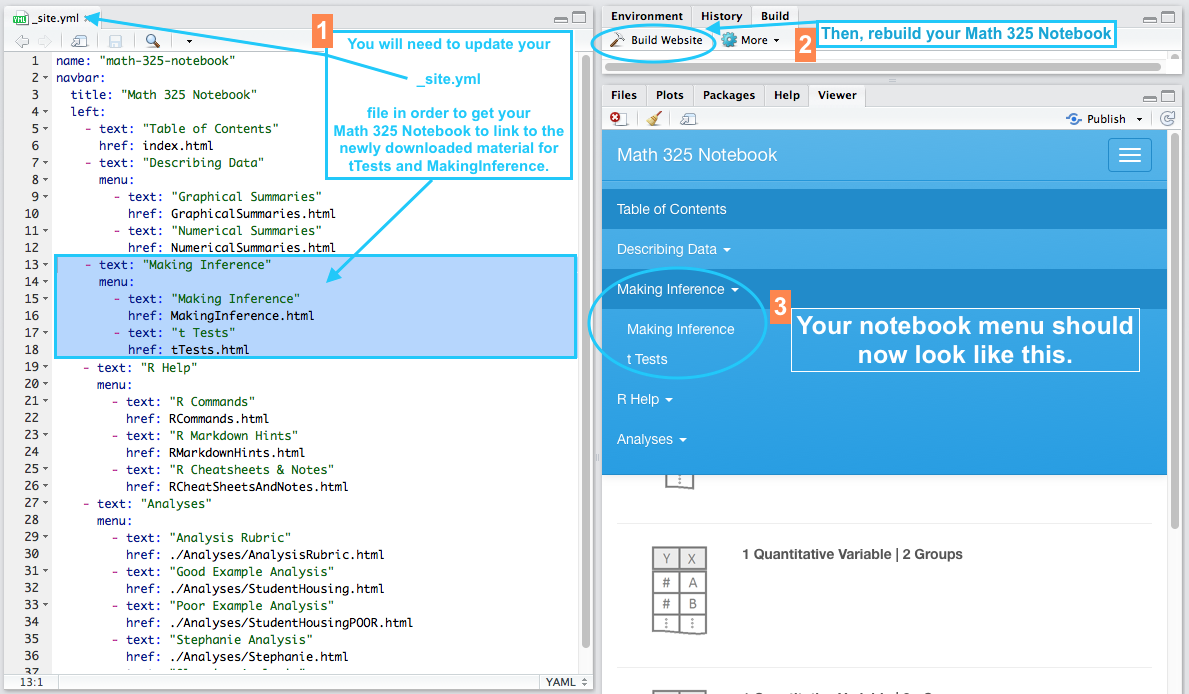 _site.yml
1 name: "math-325-notebook"
2 navbar:
3 title: "Math 325 Notebook"
4 left:
5 - text: "Table of Contents"
6 href: index.html
7 - text: "Describing Data"
8 menu:
9 - text: "Graphical Summaries"
10 href: GraphicalSummaries.html
11 - text: "Numerical Summaries"
12 href: NumericalSummaries.html
13 - text: "Making Inference"
14 menu:
15 - text: "Making Inference"
16 href: MakingInference.html
17 - text: "t Tests"
18 href: tTests.html
19 - text: "R Help"
20 menu:
21 - text: "R Commands"
22 href: RCommands.html
23 - text: "R Markdown Hints"
24 href: RMarkdownHints.html
25 - text: "R Cheatsheets & Notes"
26 href: RCheatSheetsAndNotes.html
27 - text: "Analyses"
28 menu:
29 - text: "Analysis Rubric"
30 href: ./Analyses/AnalysisRubric.html
31 - text: "Good Example Analysis"
32 href: ./Analyses/StudentHousing.html
33 - text: "Poor Example Analysis"
34 href: ./Analyses/StudentHousingPOOR.html
35 - text: "Stephanie Analysis"
36 href: ./Analyses/Stephanie.html
37
13:1 YAML
1
You will need to update your
_site.yml
file in order to get your
Math 325 Notebook to link to the
newly downloaded material for
tTests and MakingInference.
Environment History Build
Build Website More
2
Then, rebuild your Math 325 Notebook
Files Plots Packages Help Viewer
Publish
Math 325 Notebook
Table of Contents
Describing Data
Making Inference
Making Inference
t Tests
R Help
Analyses
3
Your notebook menu should
now look like this.
1 Quantitative Variable | 2 Groups
Y X
# A
# B